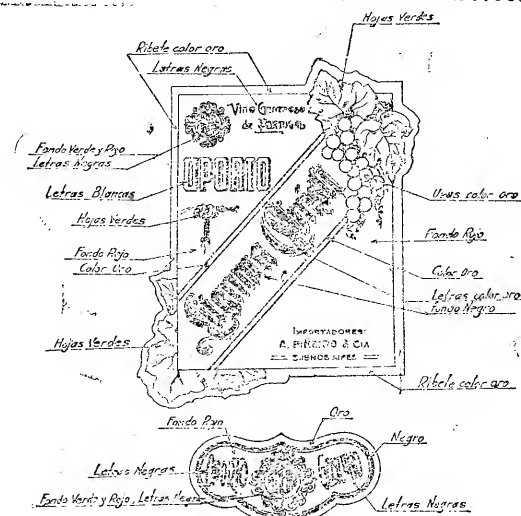 Hojas Verdes
Ribete color oro
Letras Negras
Vino Generoso
de
Fondo Verde y Rojo
Letras Negras
OPORTO
Letras Blancas
Uvas color oro
Hojas Verdes
Fondo Rojo
Fondo Rojo
Color Oro
Color oro
Letras color oro
Fondo Negro
Hojas Verdes
IMPORTADORES:
& CIA
BUENOS AIRES
Ribete color oro
Fondo Rojo
Oro
Negro
Letras Negras
Fondo Verde y Rojo, Letras Negras
Letras Negras